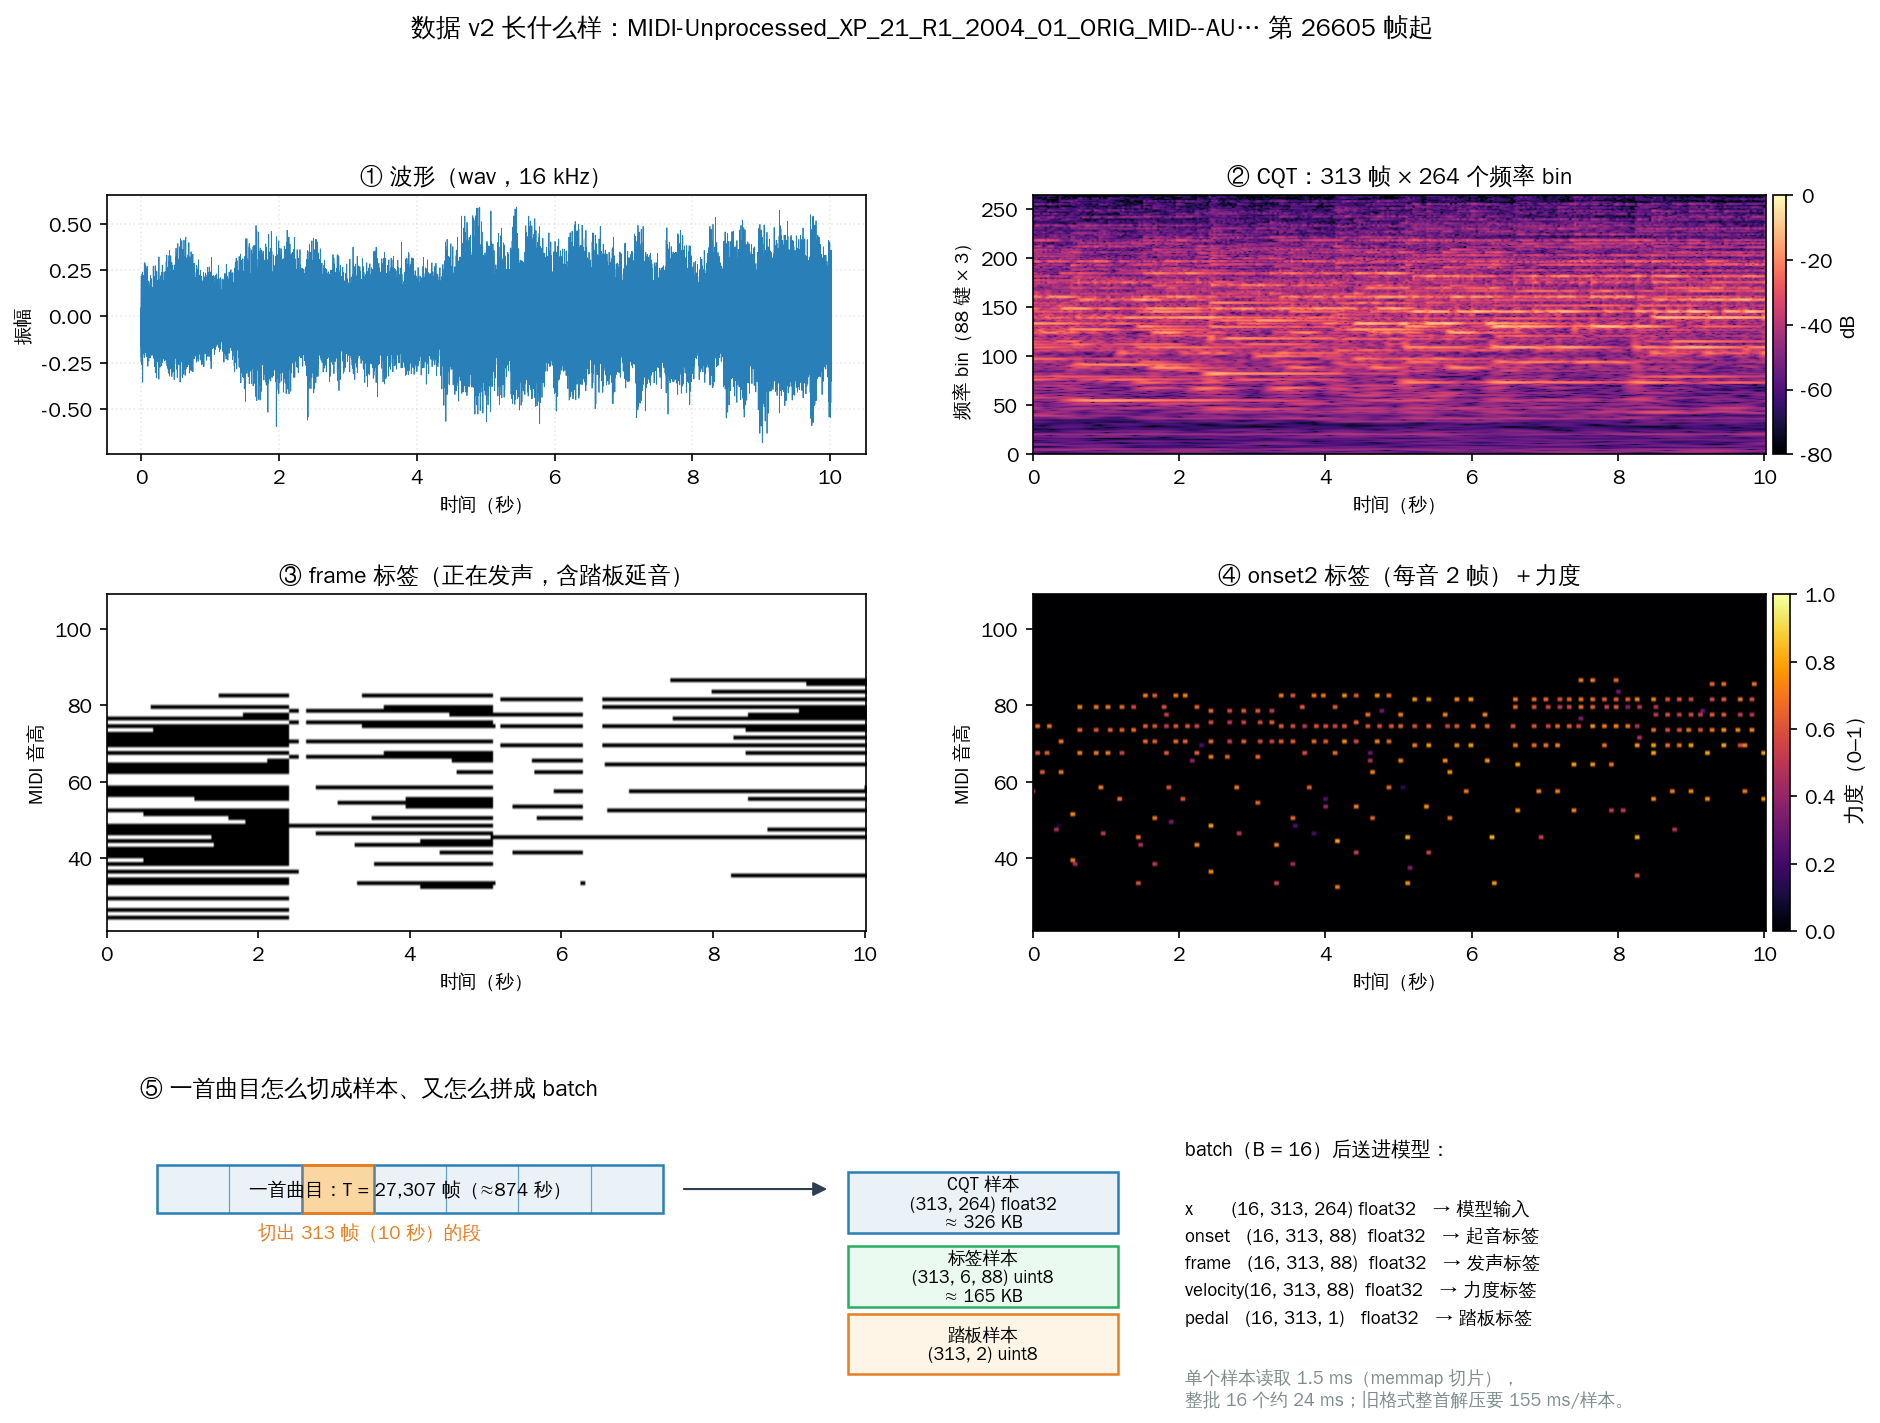 数据 v2 长什么样：MIDI-Unprocessed_XP_21_R1_2004_01_ORIG_MID--AU⋯ 第 26605 帧起
① 波形（wav，16 kHz）
0.50
0.25
0.00
-0.25
-0.50
振幅
0 2 4 6 8 10
时间（秒）
② CQT：313 帧 × 264 个频率 bin
250
200
150
100
50
0
频率 bin（88 键 × 3）
0 2 4 6 8 10
时间（秒）
0
-20
-40
-60
-80
dB
③ frame 标签（正在发声，含踏板延音）
100
80
60
40
MIDI 音高
0 2 4 6 8 10
时间（秒）
④ onset2 标签（每音 2 帧）＋力度
100
80
60
40
MIDI 音高
0 2 4 6 8 10
时间（秒）
1.0
0.8
0.6
0.4
0.2
0.0
力度（0–1）
⑤ 一首曲目怎么切成样本、又怎么拼成 batch
一首曲目：T = 27,307 帧（≈874 秒）
切出 313 帧（10 秒）的段
CQT 样本
(313, 264) float32
≈ 326 KB
标签样本
(313, 6, 88) uint8
≈ 165 KB
踏板样本
(313, 2) uint8
batch（B = 16）后送进模型：
x (16, 313, 264) float32 → 模型输入
onset (16, 313, 88) float32 → 起音标签
frame (16, 313, 88) float32 → 发声标签
velocity(16, 313, 88) float32 → 力度标签
pedal (16, 313, 1) float32 → 踏板标签
单个样本读取 1.5 ms（memmap 切片），
整批 16 个约 24 ms；旧格式整首解压要 155 ms/样本。